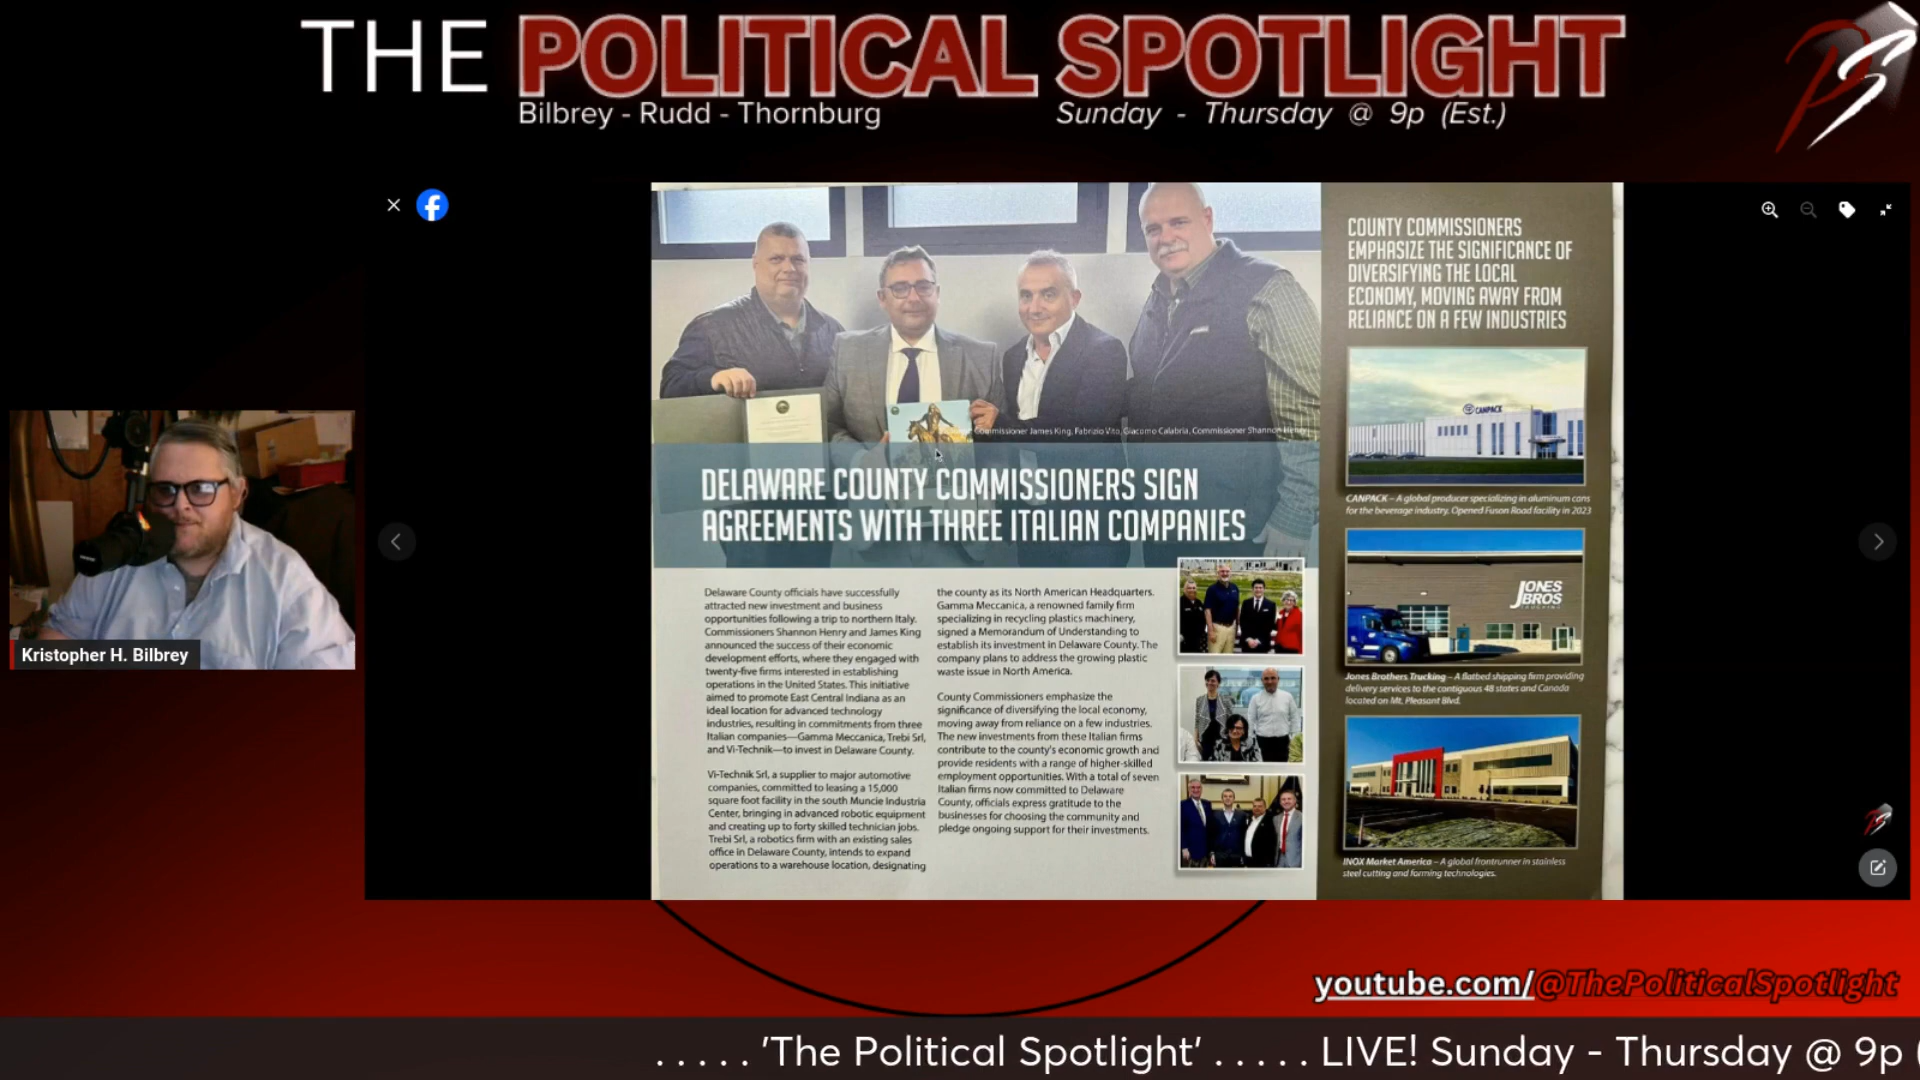 THE POLITICAL SPOTLIGHT
Bilbrey - Rudd - Thornburg
Sunday - Thursday @ 9p (Est.)
PS
Kristopher H. Bilbrey
Commissioner James King, Fabrizio Vito, Giacomo Calabria, Commissioner Shannon Henry
DELAWARE COUNTY COMMISSIONERS SIGN
AGREEMENTS WITH THREE ITALIAN COMPANIES
Delaware County officials have successfully
attracted new investment and business
opportunities following a trip to northern Italy.
Commissioners Shannon Henry and James King
announced the success of their economic
development efforts, where they engaged with
twenty-five firms interested in establishing
operations in the United States. This initiative
aimed to promote East Central Indiana as an
ideal location for advanced technology
industries, resulting in commitments from three
Italian companies—Gamma Meccanica, Trebi Srl,
and Vi-Technik—to invest in Delaware County.
Vi-Technik Srl, a supplier to major automotive
companies, committed to leasing a 15,000
square foot facility in the south Muncie Industria
Center, bringing in advanced robotic equipment
and creating up to forty skilled technician jobs.
Trebi Srl, a robotics firm with an existing sales
office in Delaware County, intends to expand
operations to a warehouse location, designating
the county as its North American Headquarters.
Gamma Meccanica, a renowned family firm
specializing in recycling plastics machinery,
signed a Memorandum of Understanding to
establish its investment in Delaware County. The
company plans to address the growing plastic
waste issue in North America.
County Commissioners emphasize the
significance of diversifying the local economy,
moving away from reliance on a few industries.
The new investments from these Italian firms
contribute to the county's economic growth and
provide residents with a range of higher-skilled
employment opportunities. With a total of seven
Italian firms now committed to Delaware
County, officials express gratitude to the
businesses for choosing the community and
pledge ongoing support for their investments.
COUNTY COMMISSIONERS
EMPHASIZE THE SIGNIFICANCE OF
DIVERSIFYING THE LOCAL
ECONOMY, MOVING AWAY FROM
RELIANCE ON A FEW INDUSTRIES
CANPACK
CANPACK – A global producer specializing in aluminum cans
for the beverage industry. Opened Fuson Road facility in 2023
JONES
BROS
TRUCKING
Jones Brothers Trucking – A flatbed shipping firm providing
delivery services to the contiguous 48 states and Canada
located on Mt. Pleasant Blvd.
INOX Market America – A global frontrunner in stainless
steel cutting and forming technologies.
youtube.com/@ThePoliticalSpotlight
. . . . . 'The Political Spotlight' . . . . . LIVE! Sunday - Thursday @ 9p (